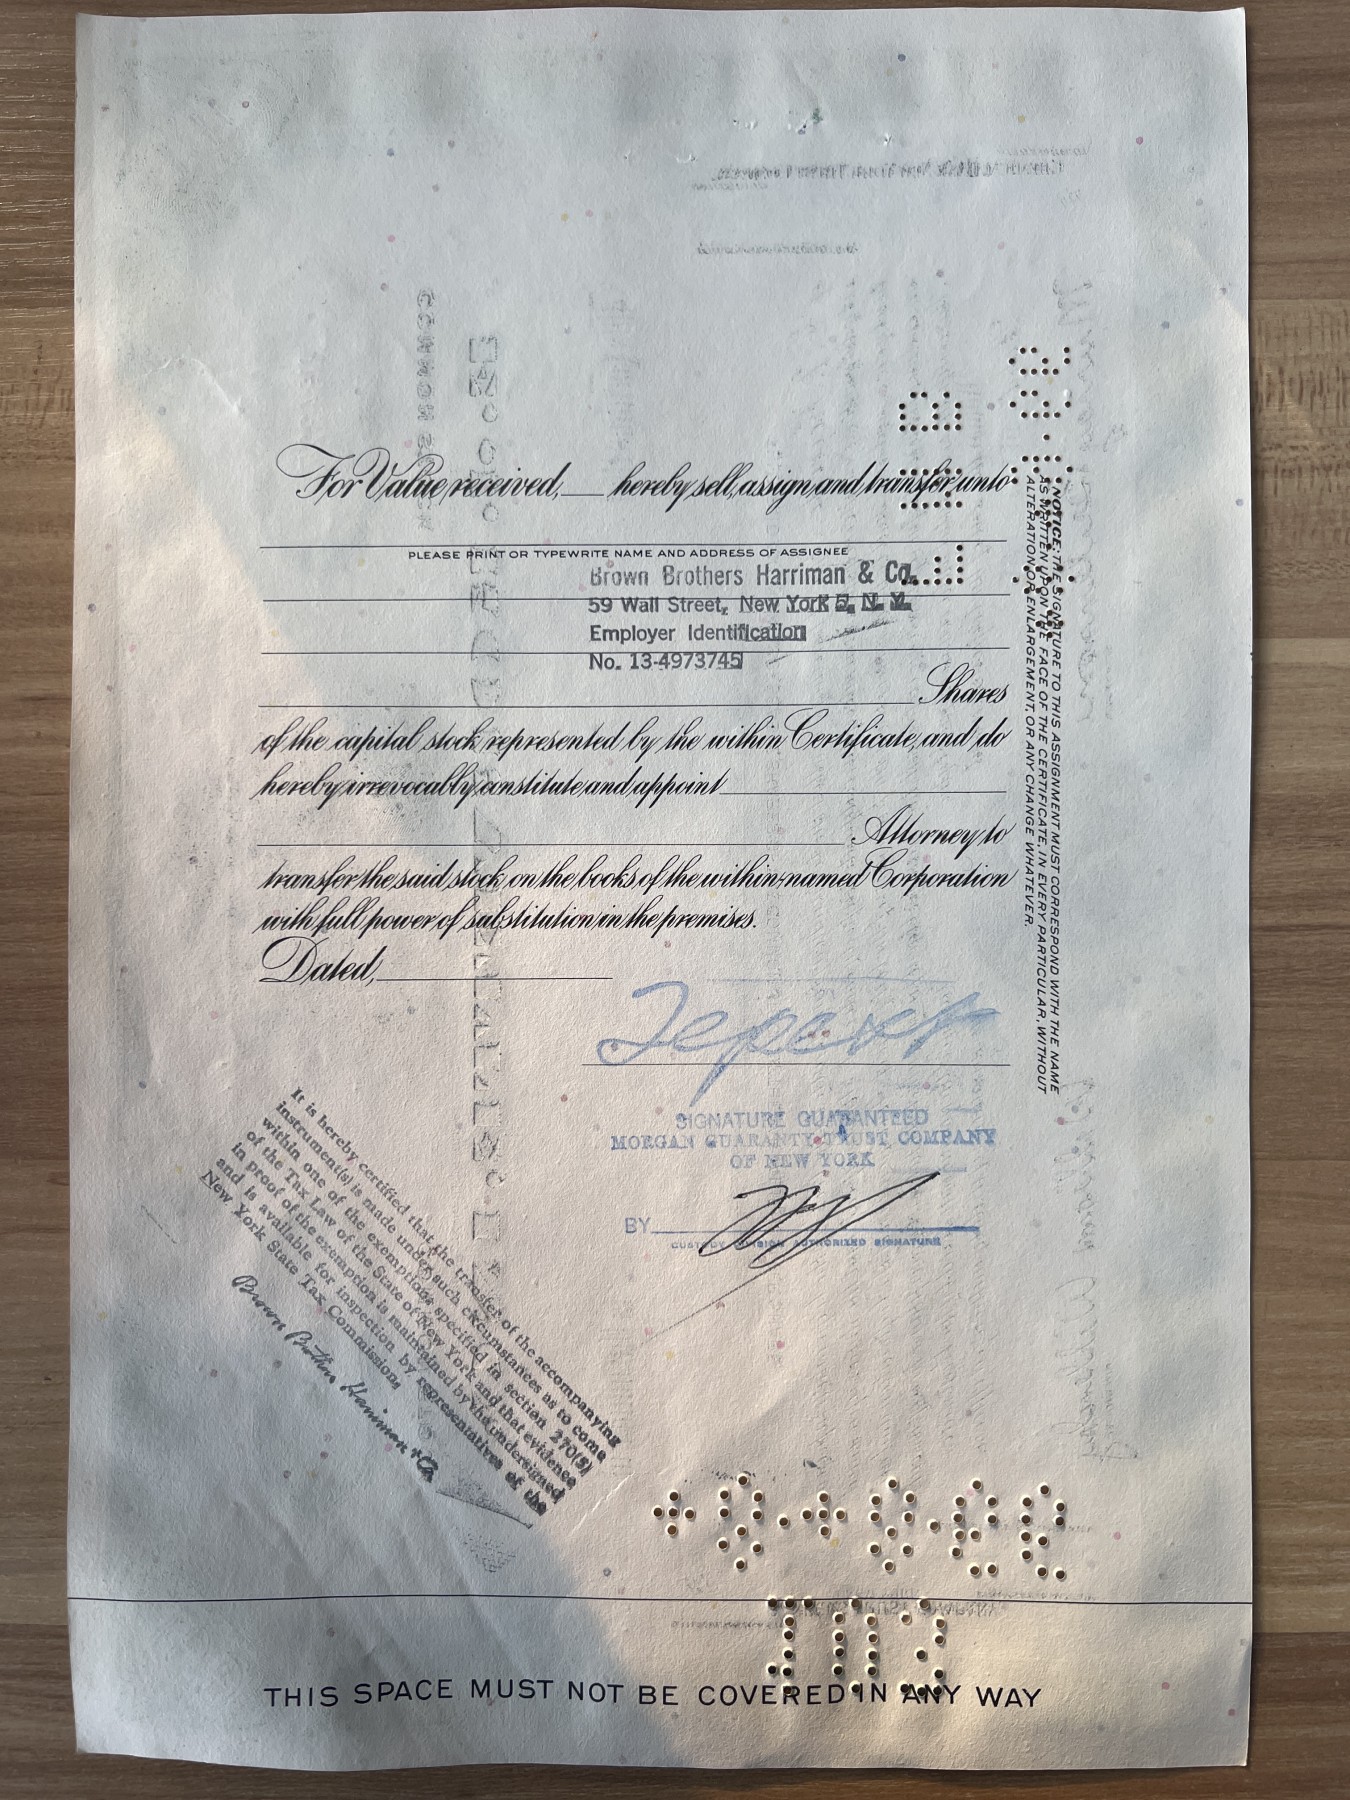 For Value received, ___ hereby sell, assign and transfer unto
PLEASE PRINT OR TYPEWRITE NAME AND ADDRESS OF ASSIGNEE
Brown Brothers Harriman & Co.
59 Wall Street, New York 5, N. Y.
Employer Identification
No. 13-4973745
Shares
of the capital stock represented by the within Certificate, and do
hereby irrevocably constitute and appoint
Attorney to
transfer the said stock on the books of the within-named Corporation
with full power of substitution in the premises.
Dated,
NOTICE: THE SIGNATURE TO THIS ASSIGNMENT MUST CORRESPOND WITH THE NAME
AS WRITTEN UPON THE FACE OF THE CERTIFICATE, IN EVERY PARTICULAR, WITHOUT
ALTERATION OR ENLARGEMENT, OR ANY CHANGE WHATEVER.
SIGNATURE GUARANTEED
MORGAN GUARANTY TRUST COMPANY
OF NEW YORK
BY
CUSTODY DIVISION AUTHORIZED SIGNATURE
It is hereby certified that the transfer of the accompanying
instrument(s) is made under such circumstances as to come
within one of the exemptions specified in section 270(5)
of the Tax Law of the State of New York and that evidence
in proof of the exemption is maintained by the undersigned
and is available for inspection by representatives of the
New York State Tax Commission.
Brown Brothers Harriman & Co.
THIS SPACE MUST NOT BE COVERED IN ANY WAY